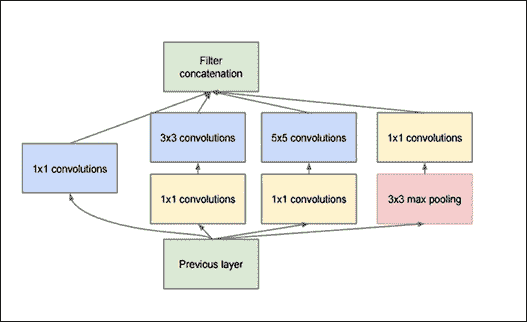 Filter
concatenation
3x3 convolutions
5x5 convolutions
1x1 convolutions
1x1 convolutions
1x1 convolutions
1x1 convolutions
3x3 max pooling
Previous layer